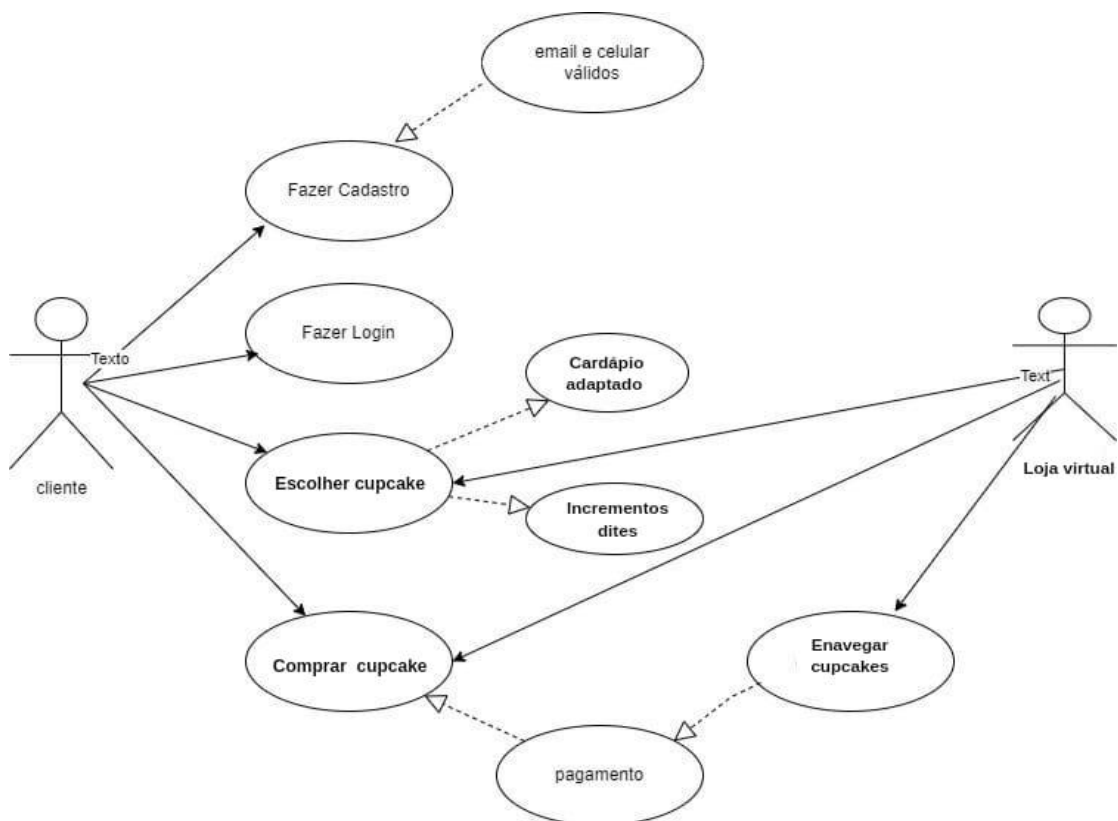 email e celular
válidos
Fazer Cadastro
Fazer Login
Texto
cliente
Cardápio
adaptado
Escolher cupcake
Incrementos
dites
Text
Loja virtual
Comprar cupcake
Enavegar
cupcakes
pagamento